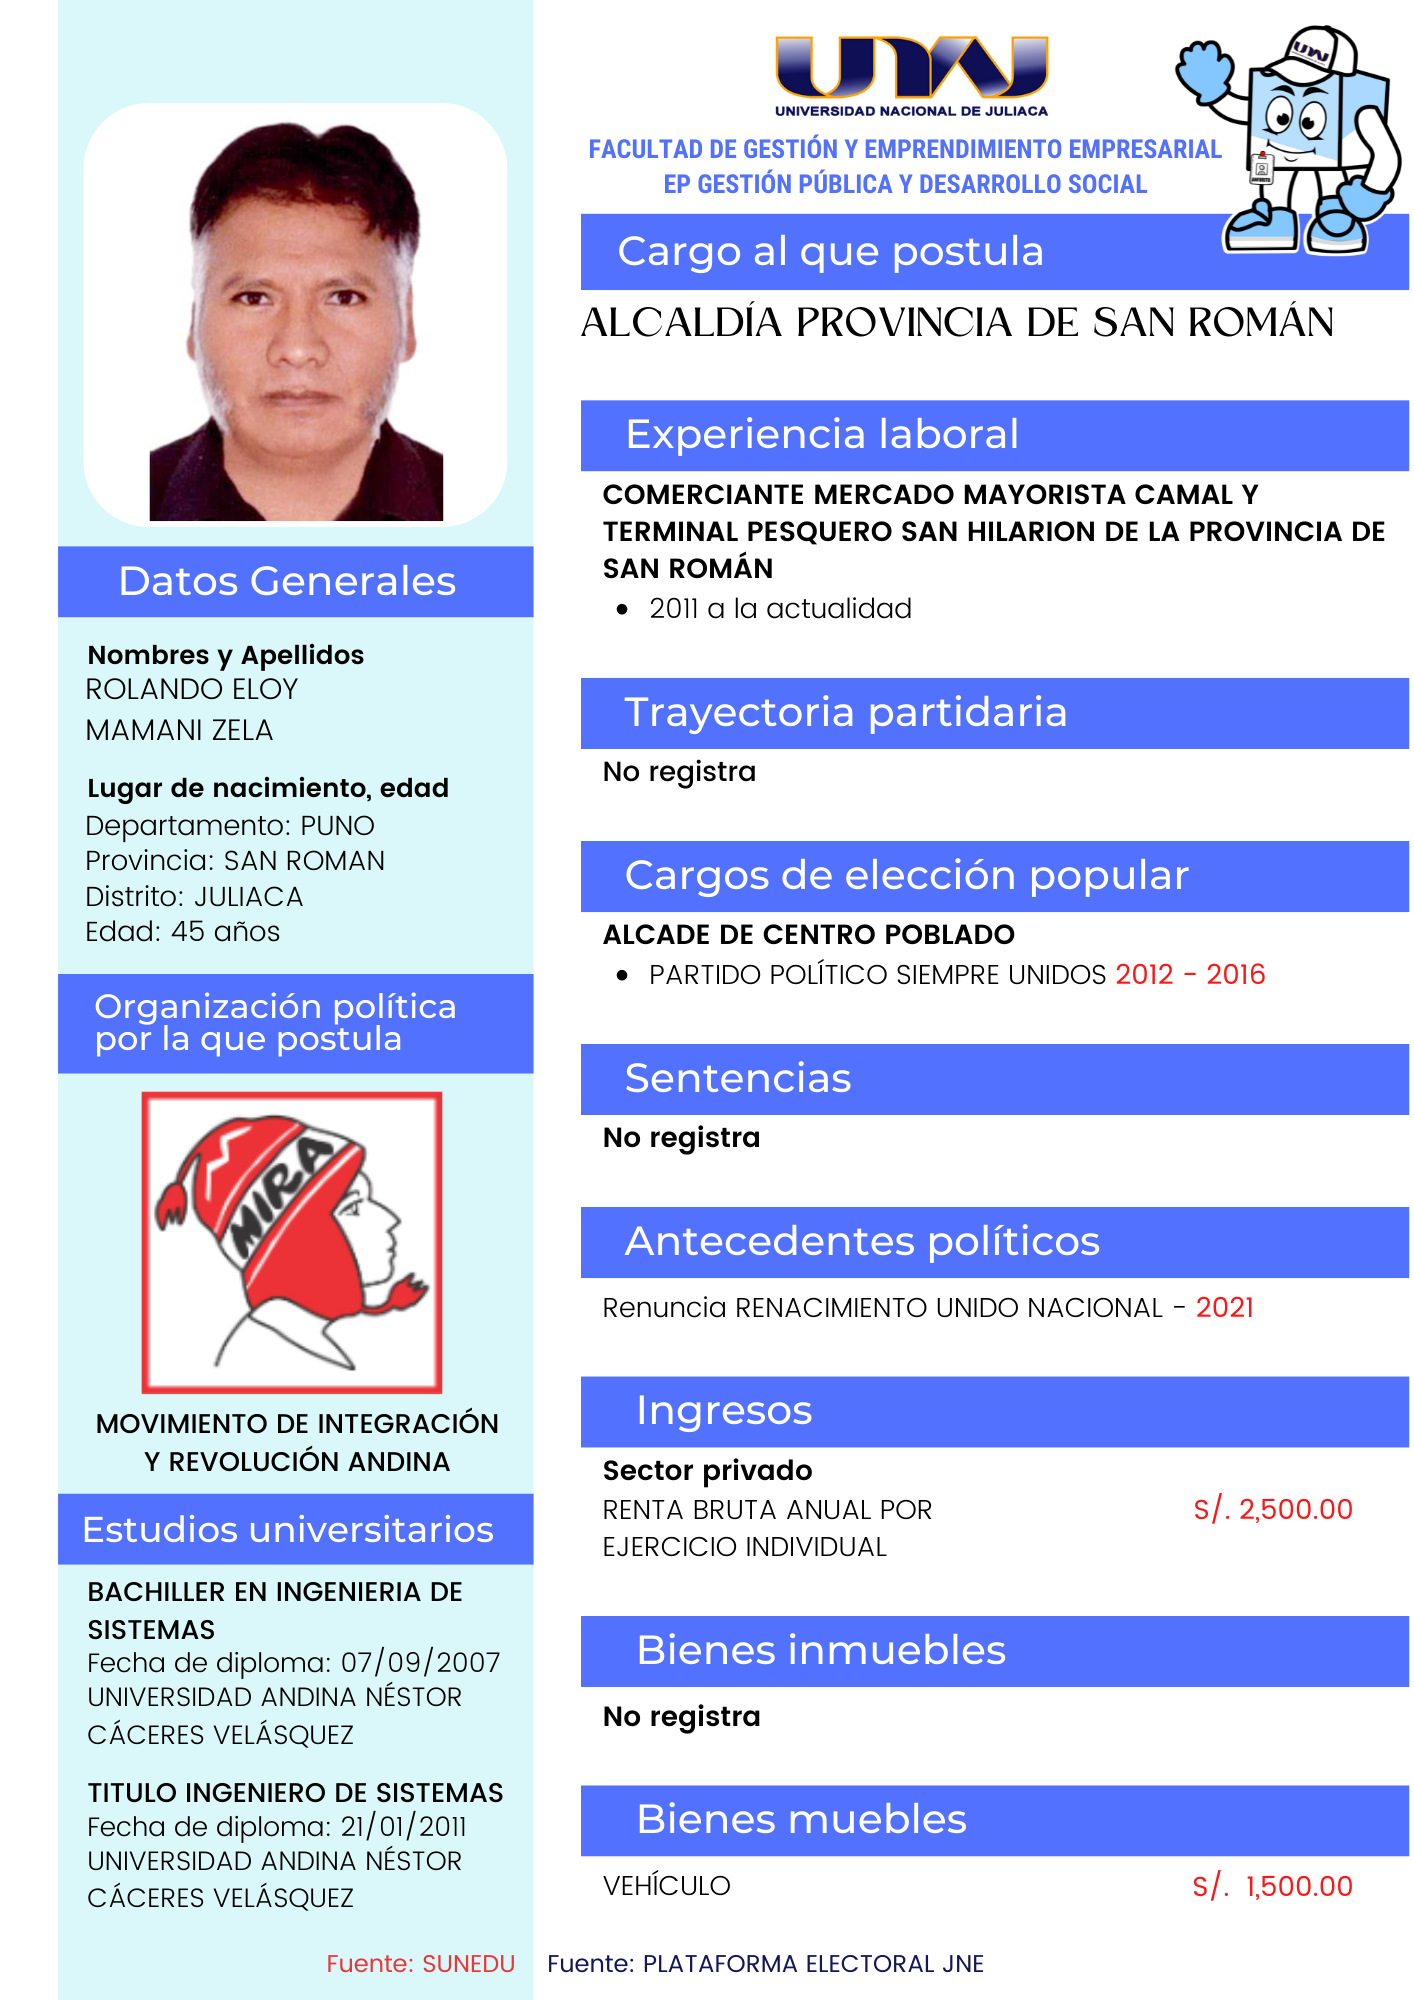 UNAJ
UNIVERSIDAD NACIONAL DE JULIACA
UNAJ
ANFORITO
FACULTAD DE GESTIÓN Y EMPRENDIMIENTO EMPRESARIAL
EP GESTIÓN PÚBLICA Y DESARROLLO SOCIAL
Datos Generales
Nombres y Apellidos
ROLANDO ELOY
MAMANI ZELA
Lugar de nacimiento, edad
Departamento: PUNO
Provincia: SAN ROMAN
Distrito: JULIACA
Edad: 45 años
Organización política
por la que postula
MIRA
MOVIMIENTO DE INTEGRACIÓN
Y REVOLUCIÓN ANDINA
Estudios universitarios
BACHILLER EN INGENIERIA DE
SISTEMAS
Fecha de diploma: 07/09/2007
UNIVERSIDAD ANDINA NÉSTOR
CÁCERES VELÁSQUEZ
TITULO INGENIERO DE SISTEMAS
Fecha de diploma: 21/01/2011
UNIVERSIDAD ANDINA NÉSTOR
CÁCERES VELÁSQUEZ
Fuente: SUNEDU
Cargo al que postula
ALCALDÍA PROVINCIA DE SAN ROMÁN
Experiencia laboral
COMERCIANTE MERCADO MAYORISTA CAMAL Y
TERMINAL PESQUERO SAN HILARION DE LA PROVINCIA DE
SAN ROMÁN
• 2011 a la actualidad
Trayectoria partidaria
No registra
Cargos de elección popular
ALCADE DE CENTRO POBLADO
• PARTIDO POLÍTICO SIEMPRE UNIDOS 2012 - 2016
Sentencias
No registra
Antecedentes políticos
Renuncia RENACIMIENTO UNIDO NACIONAL - 2021
Ingresos
Sector privado
RENTA BRUTA ANUAL POR S/. 2,500.00
EJERCICIO INDIVIDUAL
Bienes inmuebles
No registra
Bienes muebles
VEHÍCULO S/. 1,500.00
Fuente: PLATAFORMA ELECTORAL JNE